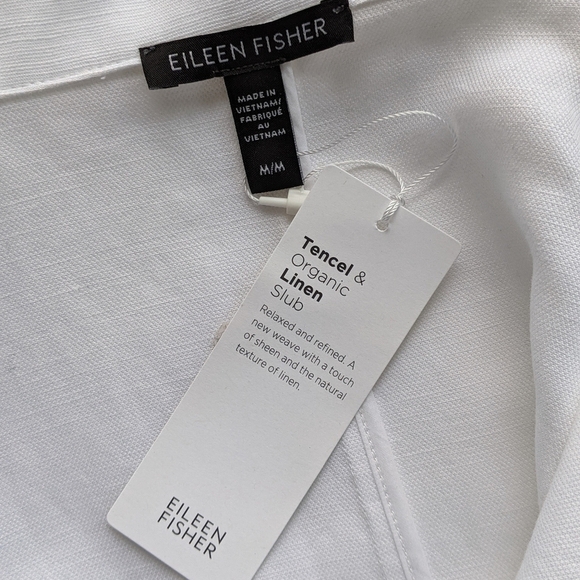 EILEEN FISHER
MADE IN
VIETNAM/
FABRIQUÉ
AU
VIETNAM
M/M
Tencel &
Organic
Linen
Slub
Relaxed and refined. A
new weave with a touch
of sheen and the natural
texture of linen.
EILEEN
FISHER